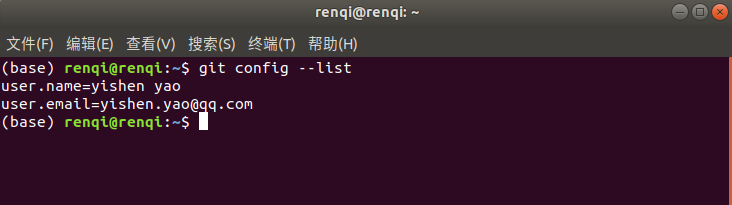 renqi@renqi: ~
文件(F) 编辑(E) 查看(V) 搜索(S) 终端(T) 帮助(H)
(base) renqi@renqi:~$ git config --list
user.name=yishen yao
user.email=yishen.yao@qq.com
(base) renqi@renqi:~$